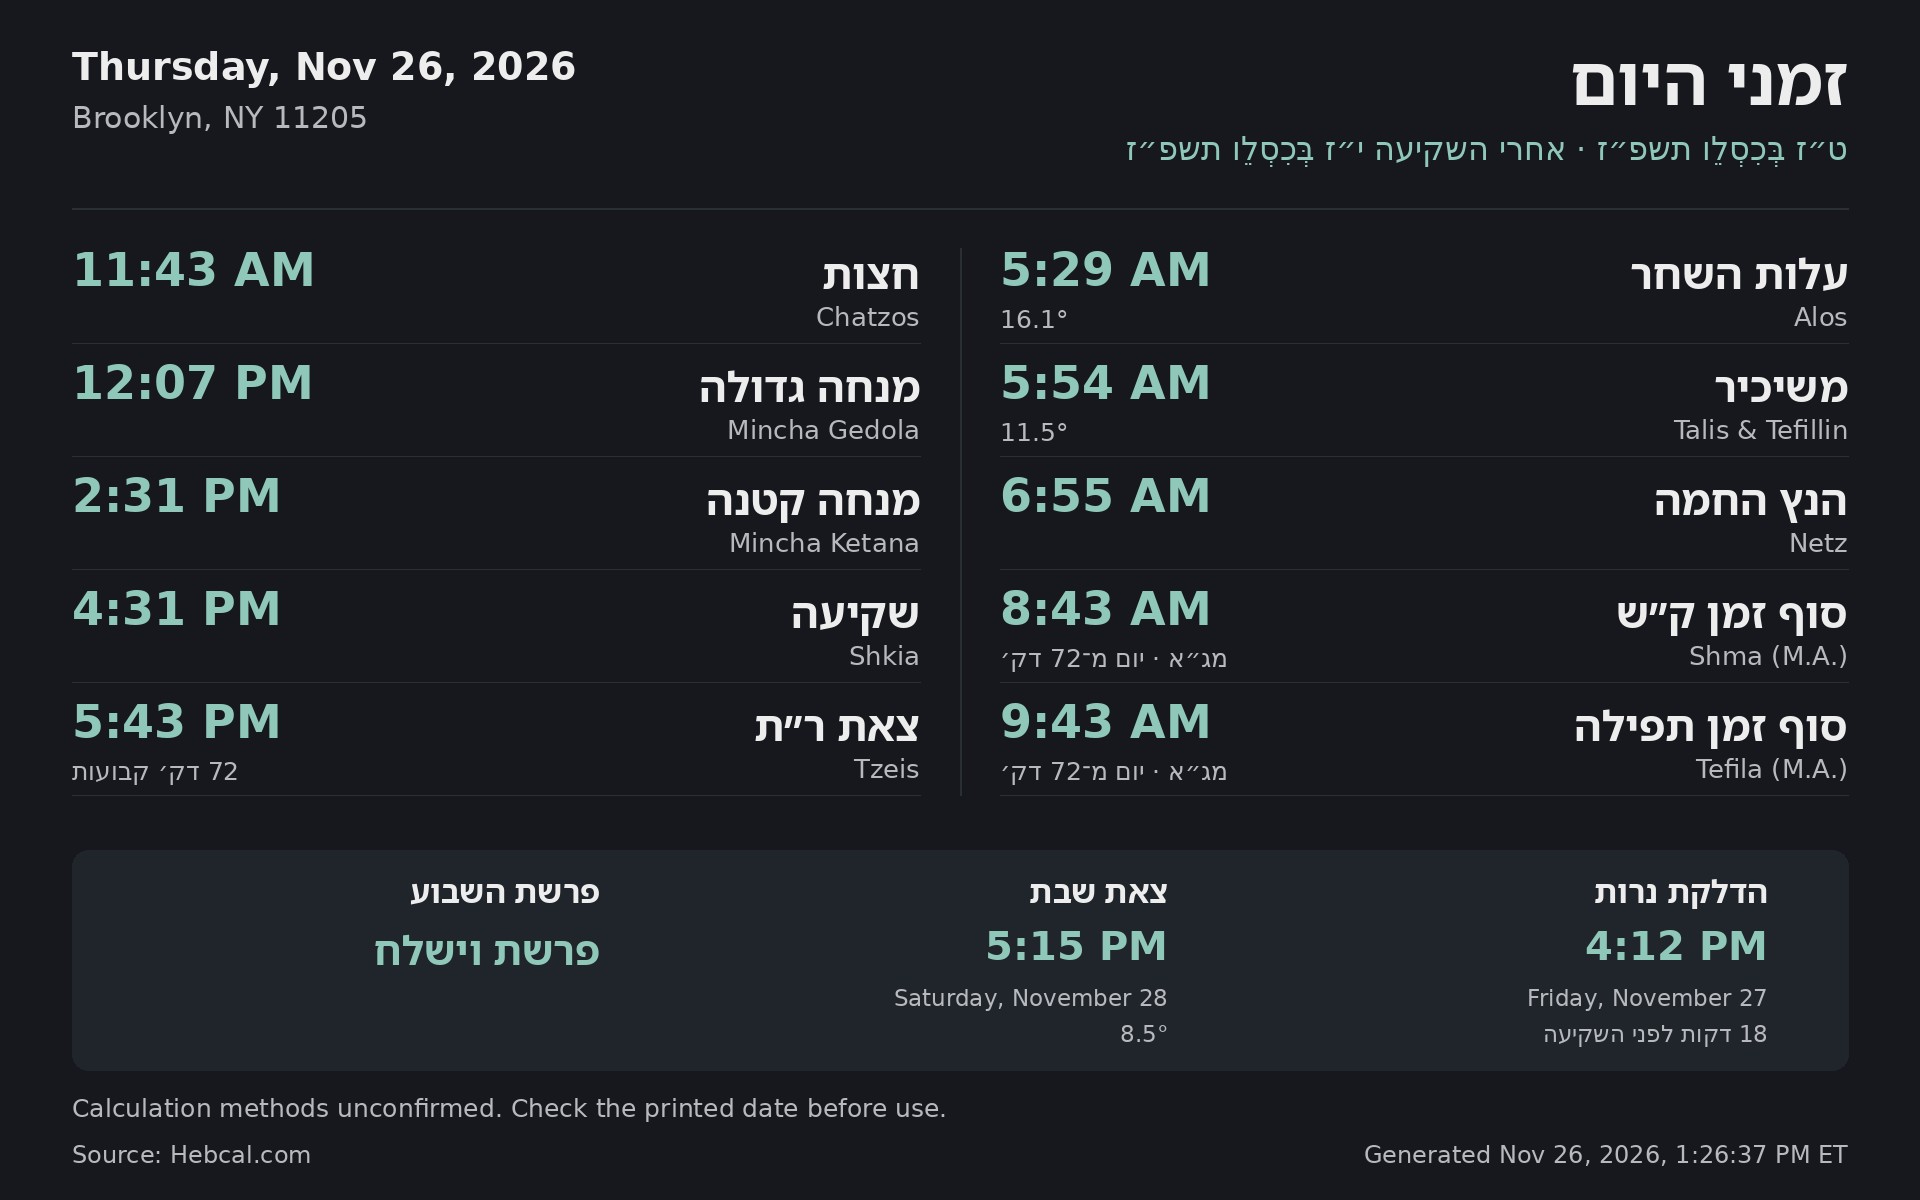 Thursday, Nov 26, 2026
Brooklyn, NY 11205
זמני היום
ט״ז בְּכִסְלֵו תשפ״ז · אחרי השקיעה י״ז בְּכִסְלֵו תשפ״ז
עלות השחר
Alos
5:29 AM
16.1°
משיכיר
Talis & Tefillin
5:54 AM
11.5°
הנץ החמה
Netz
6:55 AM
סוף זמן ק״ש
Shma (M.A.)
8:43 AM
מג״א · יום מ־72 דק׳
סוף זמן תפילה
Tefila (M.A.)
9:43 AM
מג״א · יום מ־72 דק׳
חצות
Chatzos
11:43 AM
מנחה גדולה
Mincha Gedola
12:07 PM
מנחה קטנה
Mincha Ketana
2:31 PM
שקיעה
Shkia
4:31 PM
צאת ר״ת
Tzeis
5:43 PM
72 דק׳ קבועות
הדלקת נרות
4:12 PM
Friday, November 27
18 דקות לפני השקיעה
צאת שבת
5:15 PM
Saturday, November 28
8.5°
פרשת השבוע
פרשת וישלח
Calculation methods unconfirmed. Check the printed date before use.
Source: Hebcal.com
Generated Nov 26, 2026, 1:26:37 PM ET